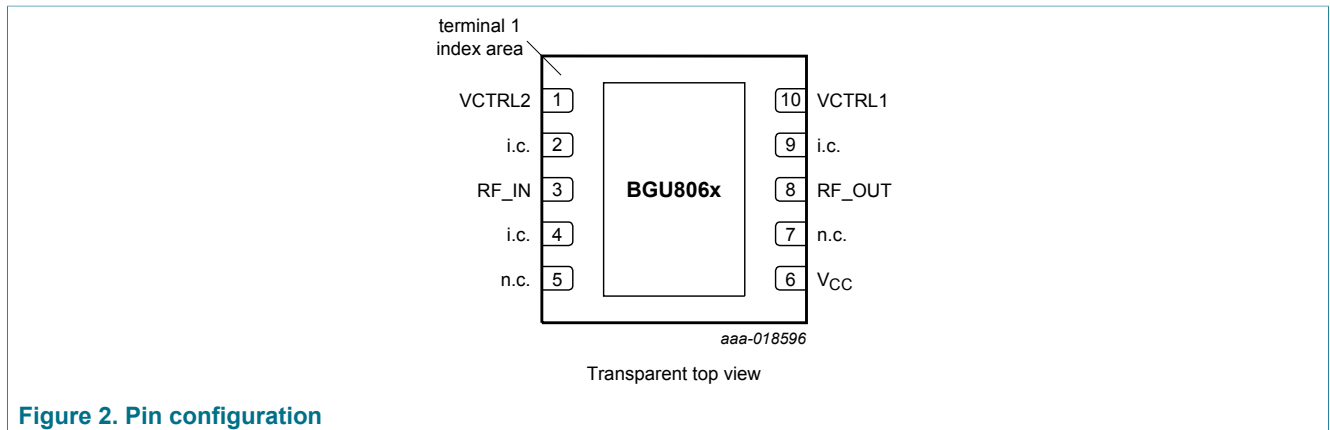 terminal 1
index area
VCTRL2 1 10 VCTRL1
i.c. 2 9 i.c.
RF_IN 3 BGU806x 8 RF_OUT
i.c. 4 7 n.c.
n.c. 5 6 VCC
aaa-018596
Transparent top view
Figure 2. Pin configuration